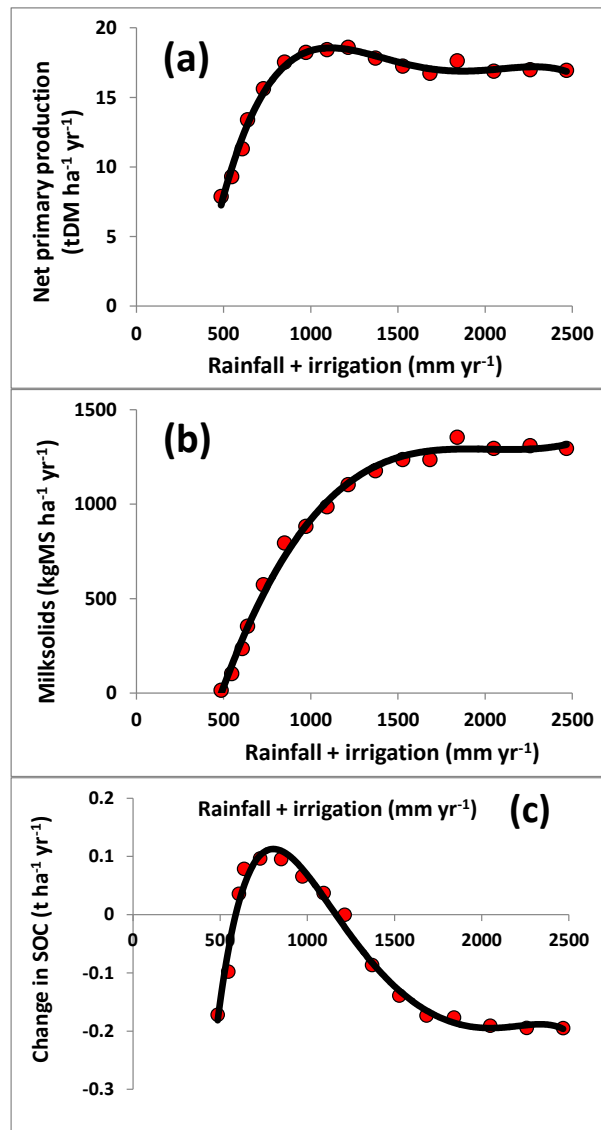 (a)
Net primary production
(tDM ha⁻¹ yr⁻¹)
20
15
10
5
0
0 500 1000 1500 2000 2500
Rainfall + irrigation (mm yr⁻¹)
(b)
Milksolids (kgMS ha⁻¹ yr⁻¹)
1500
1000
500
0
0 500 1000 1500 2000 2500
Rainfall + irrigation (mm yr⁻¹)
Rainfall + irrigation (mm yr⁻¹)
(c)
Change in SOC (t ha⁻¹ yr⁻¹)
0.2
0.1
0
-0.1
-0.2
-0.3
0 500 1000 1500 2000 2500